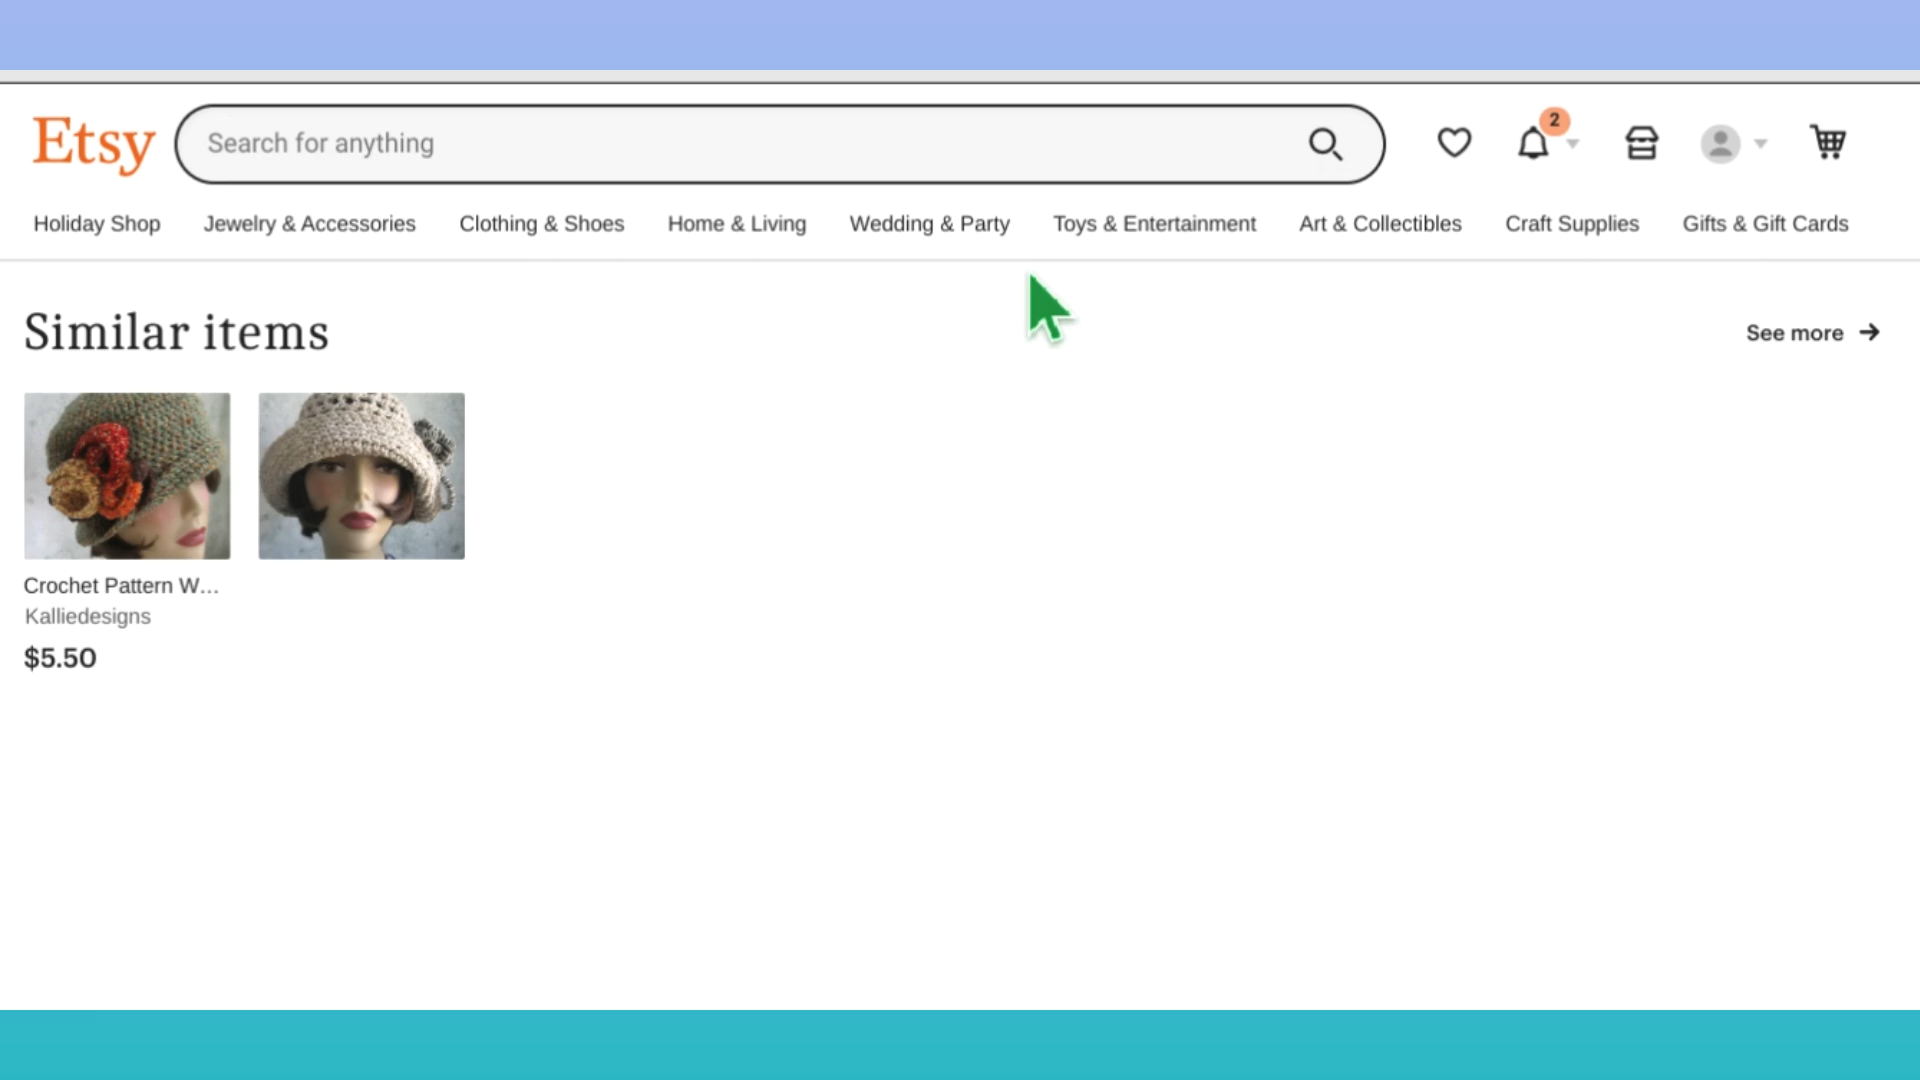 Etsy
Search for anything
2
Holiday Shop Jewelry & Accessories Clothing & Shoes Home & Living Wedding & Party Toys & Entertainment Art & Collectibles Craft Supplies Gifts & Gift Cards
Similar items
See more
Crochet Pattern W...
Kalliedesigns
$5.50